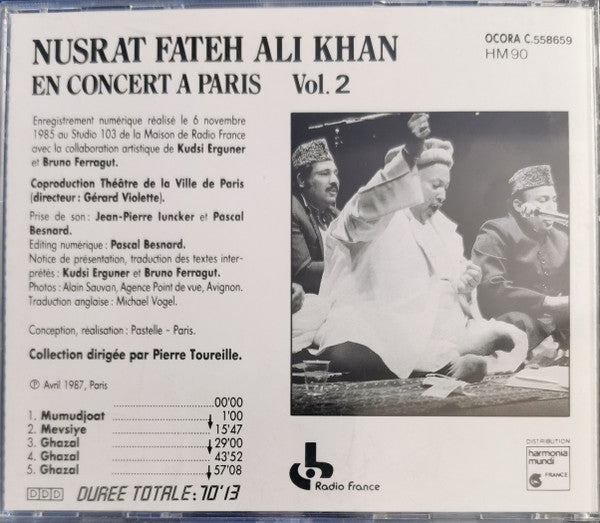 NUSRAT FATEH ALI KHAN
EN CONCERT A PARIS Vol. 2
OCORA C.558659
HM 90
Enregistrement numérique réalisé le 6 novembre
1985 au Studio 103 de la Maison de Radio France
avec la collaboration artistique de Kudsi Erguner
et Bruno Ferragut.
Coproduction Théâtre de la Ville de Paris
(directeur : Gérard Violette).
Prise de son : Jean-Pierre Iuncker et Pascal
Besnard.
Editing numérique : Pascal Besnard.
Notice de présentation, traduction des textes inter-
prétés : Kudsi Erguner et Bruno Ferragut.
Photos : Alain Sauvan, Agence Point de vue, Avignon.
Traduction anglaise : Michael Vogel.
Conception, réalisation : Pastelle - Paris.
Collection dirigée par Pierre Toureille.
℗ Avril 1987, Paris
00'00
1. Mumudjoat 1'00
2. Mevsiye 15'47
3. Ghazal 29'00
4. Ghazal 43'52
5. Ghazal 57'08
DDD DUREE TOTALE : 70'13
Radio France
DISTRIBUTION
harmonia
mundi
FRANCE